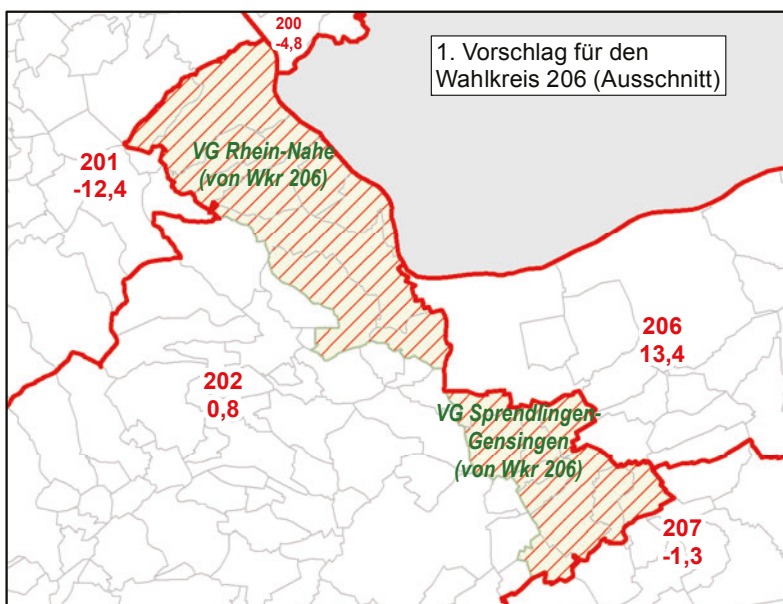 200
-4,8
1. Vorschlag für den
Wahlkreis 206 (Ausschnitt)
201
-12,4
VG Rhein-Nahe
(von Wkr 206)
206
13,4
202
0,8
VG Sprendlingen-
Gensingen
(von Wkr 206)
207
-1,3